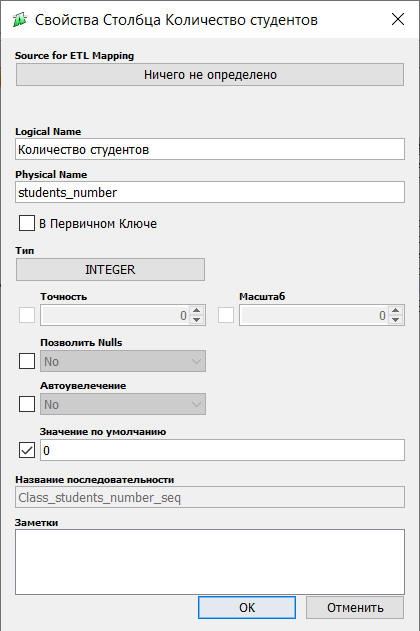 Свойства Столбца Количество студентов
Source for ETL Mapping
Ничего не определено
Logical Name
Количество студентов
Physical Name
students_number
В Первичном Ключе
Тип
INTEGER
Точность Масштаб
0 0
Позволить Nulls
No
Автоувелечение
No
Значение по умолчанию
0
Название последовательности
Class_students_number_seq
Заметки
OK Отменить